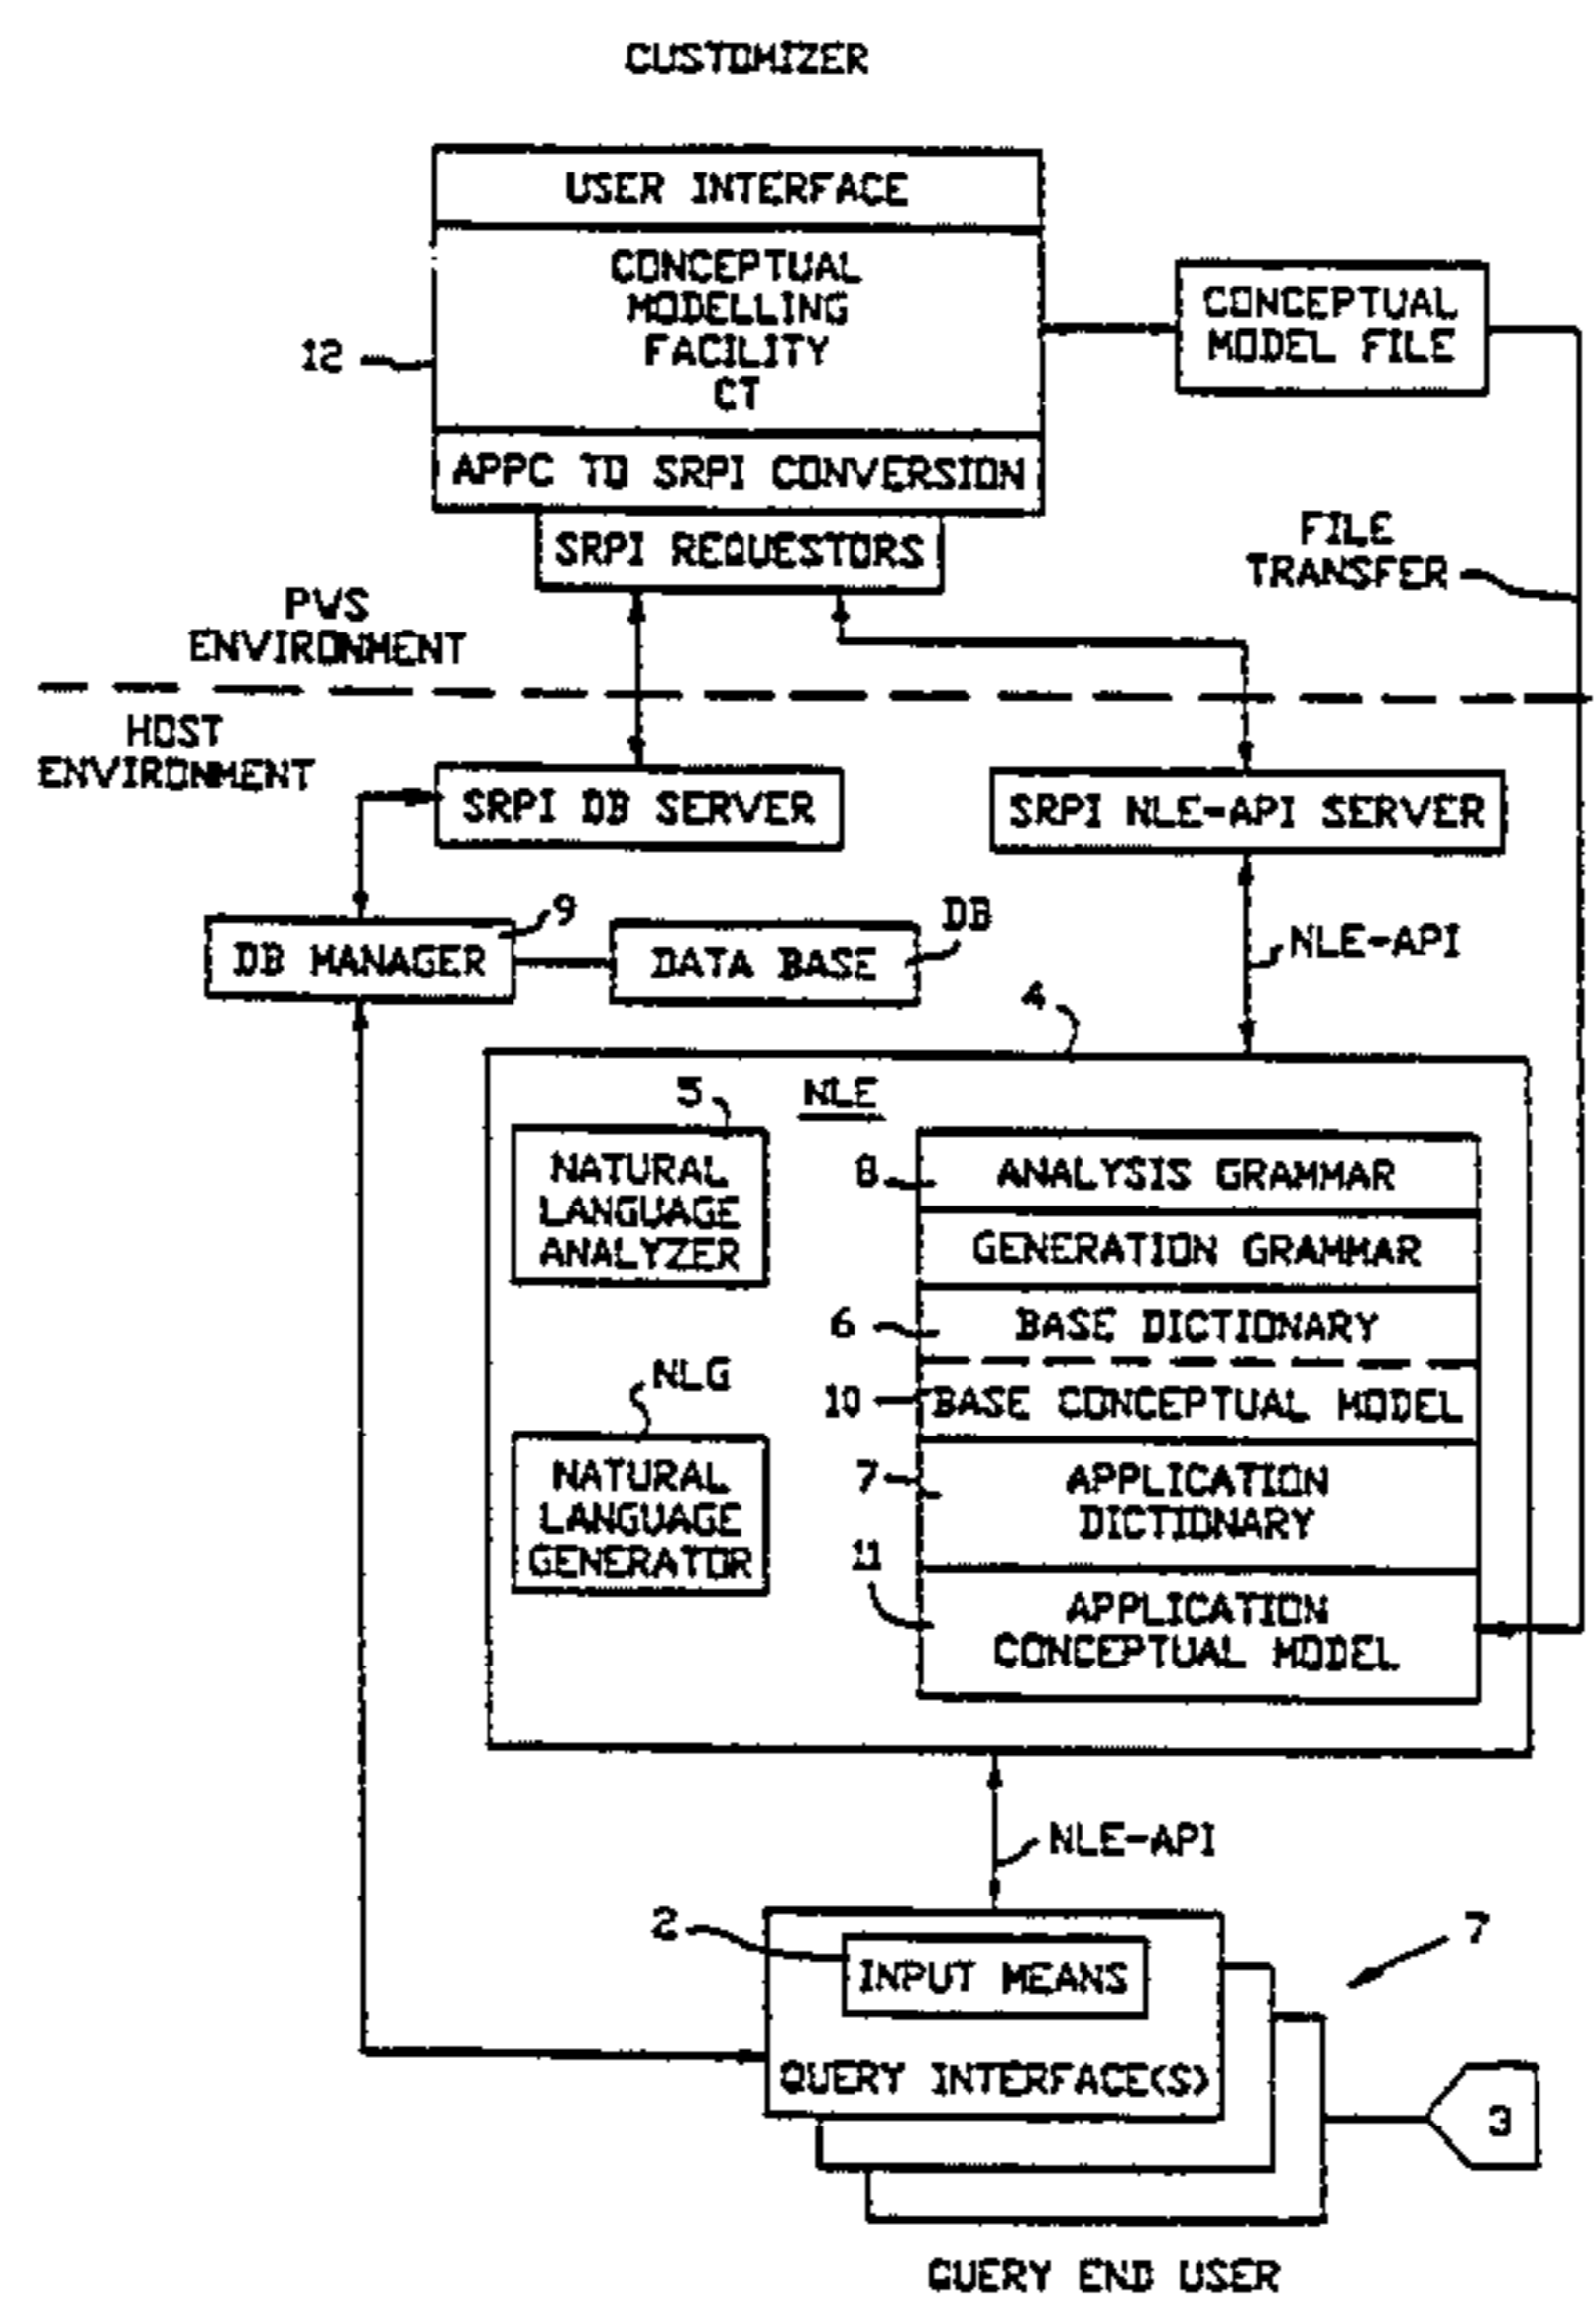 CUSTOMIZER
USER INTERFACE
CONCEPTUAL
MODELLING
FACILITY
CT
12
CONCEPTUAL
MODEL FILE
APPC TO SRPI CONVERSION
SRPI REQUESTORS
FILE
TRANSFER
PWS
ENVIRONMENT
HOST
ENVIRONMENT
SRPI DB SERVER
SRPI NLE-API SERVER
9
DB MANAGER
DATA BASE
DB
NLE-API
4
NLE
5
NATURAL
LANGUAGE
ANALYZER
8
ANALYSIS GRAMMAR
GENERATION GRAMMAR
6
BASE DICTIONARY
10
BASE CONCEPTUAL MODEL
NLG
NATURAL
LANGUAGE
GENERATOR
7
APPLICATION
DICTIONARY
11
APPLICATION
CONCEPTUAL MODEL
NLE-API
2
INPUT MEANS
7
QUERY INTERFACE(S)
3
QUERY END USER